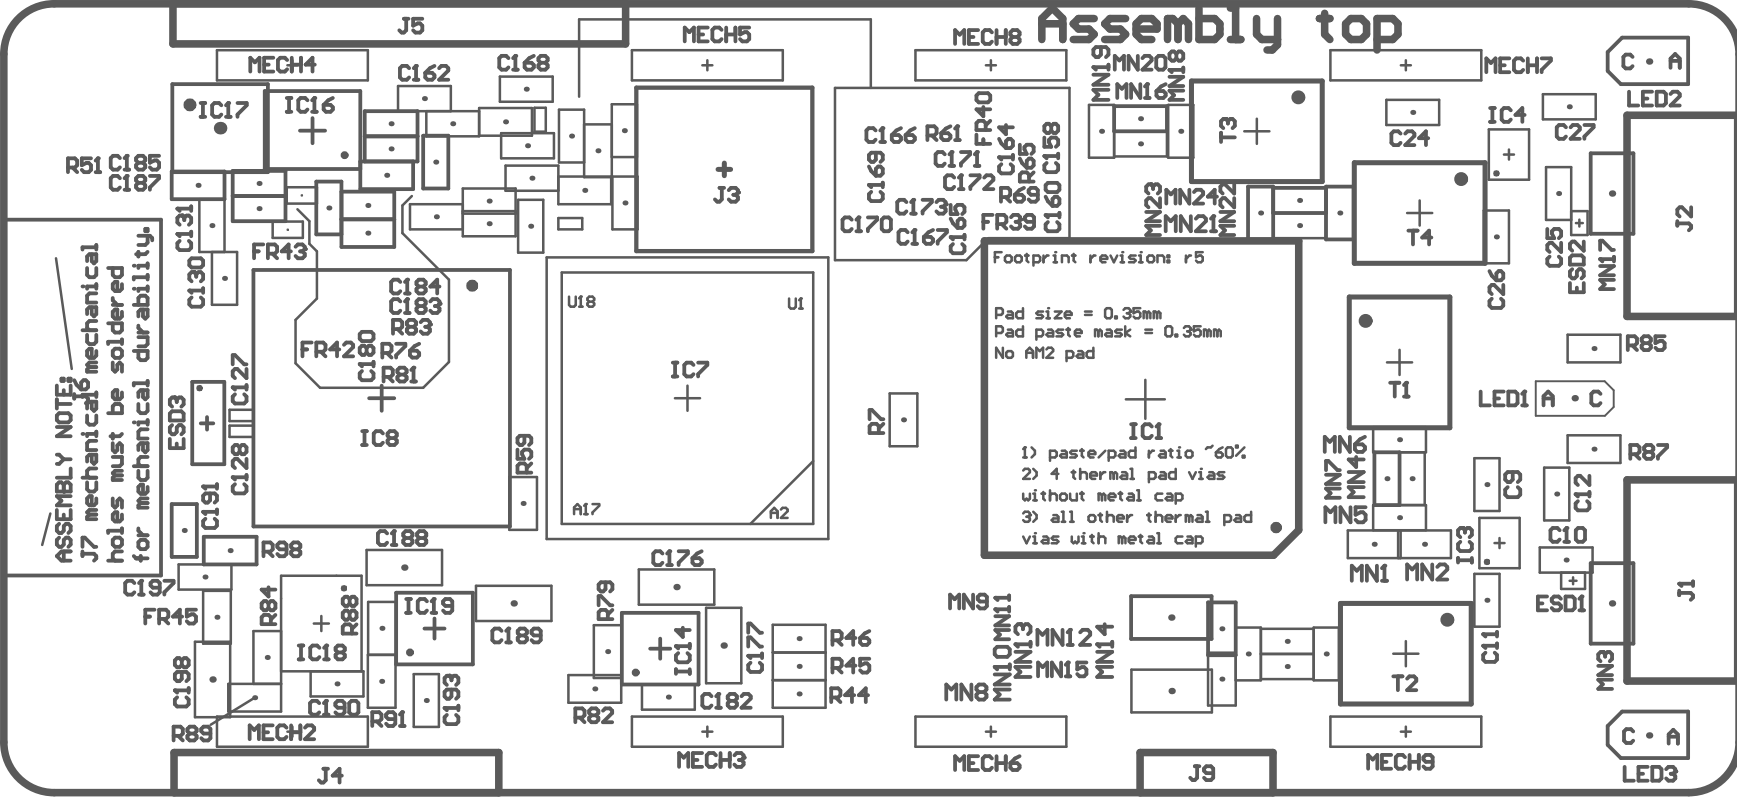 Assembly top
J5
MECH4
MECH5
MECH8
MECH7
C162
C168
MN19
MN20
MN16
MN18
C
A
LED2
IC17
IC16
FR40
C166
R61
C164
C158
C171
R65
C169
C172
R69
C160
C173
C165
C170
C167
FR39
T3
C24
IC4
C27
R51
C185
C187
J3
MN23
MN24
MN21
MN22
T4
C25
ESD2
MN17
J2
C131
FR43
C130
C26
ASSEMBLY NOTE:
J7 mechanical mechanical
holes must be soldered
for mechanical durability.
J6
C184
C183
R83
FR42
C180
R76
R81
IC8
U18
U1
IC7
A17
A2
Footprint revision: r5
Pad size = 0.35mm
Pad paste mask = 0.35mm
No AM2 pad
IC1
1) paste/pad ratio ~60%
2) 4 thermal pad vias
without metal cap
3) all other thermal pad
vias with metal cap
R85
T1
LED1
A
C
C127
ESD3
C128
R59
R7
MN6
MN7
MN46
MN5
R87
C9
C12
C191
R98
C188
C176
MN1
MN2
IC3
C10
C197
FR45
R84
R88
IC19
C189
R79
IC14
C177
R46
R45
R44
MN9
MN11
MN10
MN13
MN12
MN15
MN14
MN8
ESD1
J1
C11
MN3
IC18
C198
C190
R91
C193
R89
R82
C182
T2
MECH2
MECH3
MECH6
MECH9
C
A
LED3
J4
J9